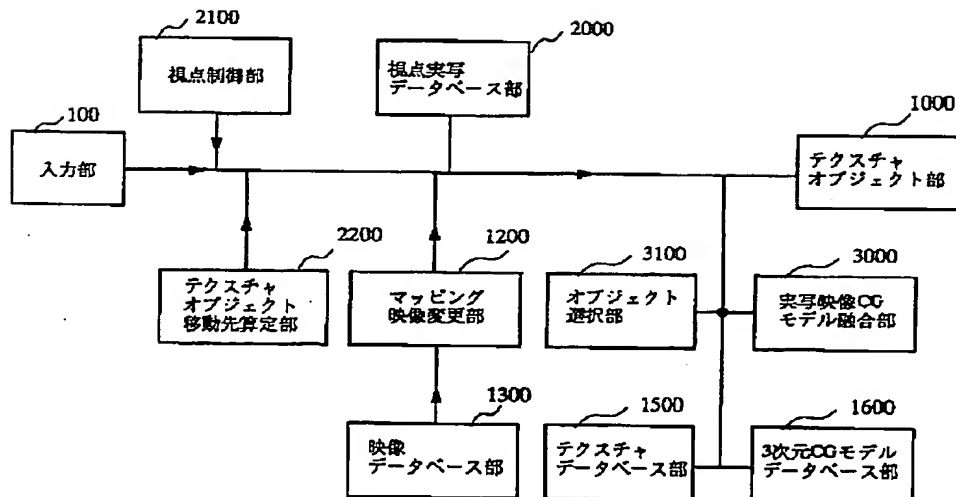 2100
視点制御部
2000
視点実写
データベース部
100
入力部
1000
テクスチャ
オブジェクト部
2200
テクスチャ
オブジェクト
移動先算定部
1200
マッピング
映像変更部
3100
オブジェクト
選択部
3000
実写映像CG
モデル融合部
1300
映像
データベース部
1500
テクスチャ
データベース部
1600
3次元CGモデル
データベース部